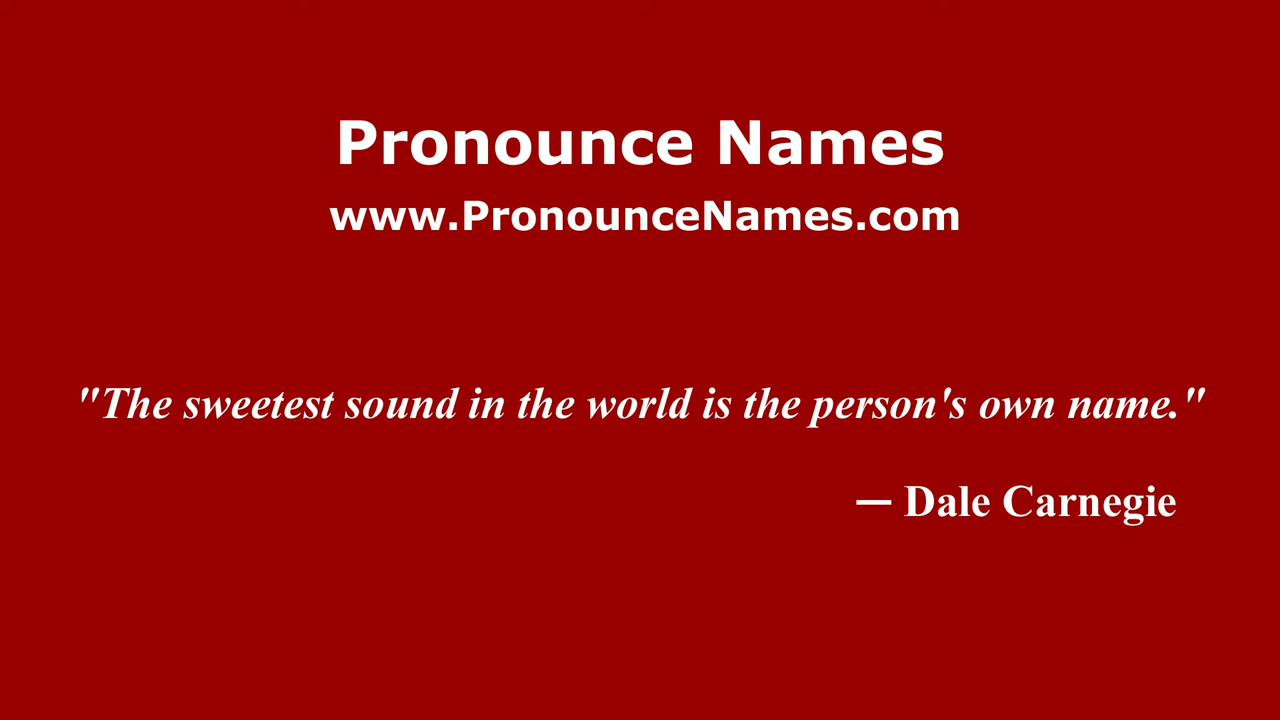 Pronounce Names
www.PronounceNames.com
"The sweetest sound in the world is the person's own name."
— Dale Carnegie